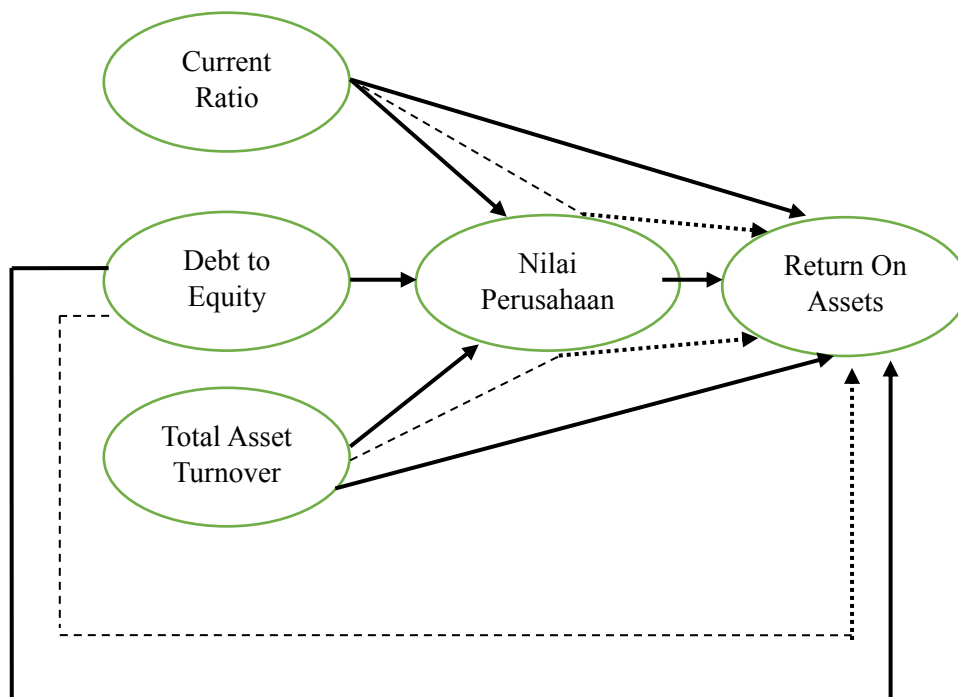 Current
Ratio
Debt to
Equity
Nilai
Perusahaan
Return On
Assets
Total Asset
Turnover